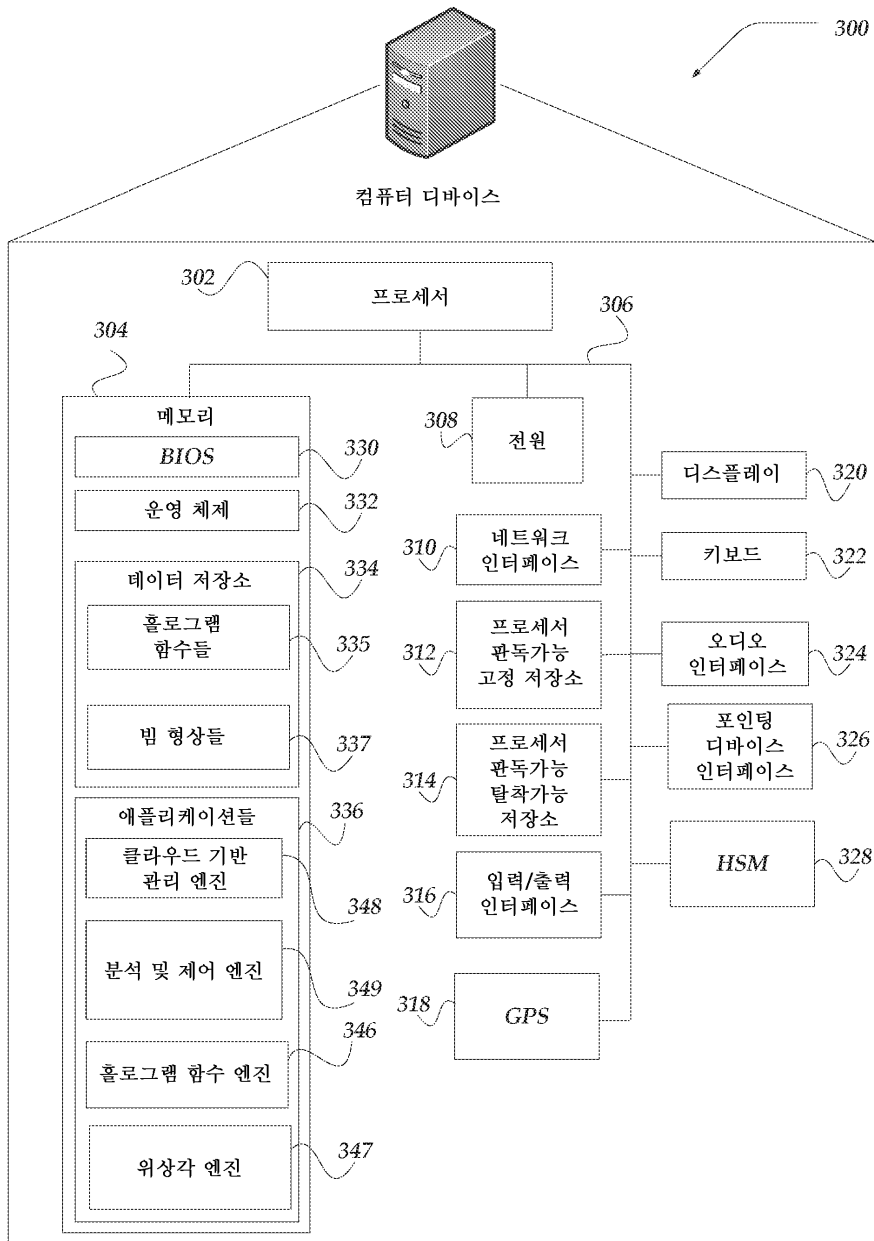 300
컴퓨터 디바이스
302
프로세서
306
304
메모리
BIOS
330
운영 체제
332
데이터 저장소
334
홀로그램
함수들
335
빔 형상들
337
애플리케이션들
336
클라우드 기반
관리 엔진
348
분석 및 제어 엔진
349
346
홀로그램 함수 엔진
위상각 엔진
347
308
전원
310
네트워크
인터페이스
312
프로세서
판독가능
고정 저장소
314
프로세서
판독가능
탈착가능
저장소
316
입력/출력
인터페이스
318
GPS
디스플레이
320
키보드
322
오디오
인터페이스
324
포인팅
디바이스
인터페이스
326
HSM
328